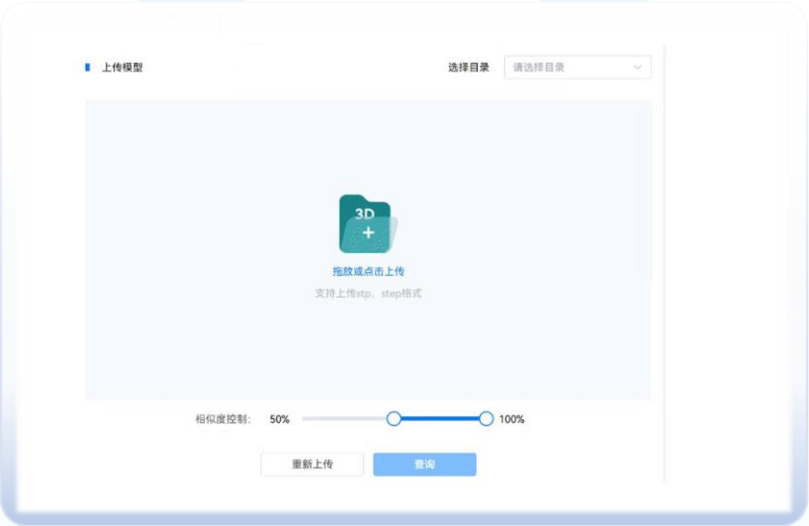 上传模型
选择目录 请选择目录
3D
拖放或点击上传
支持上传stp、step格式
相似度控制: 50% 100%
重新上传 查询